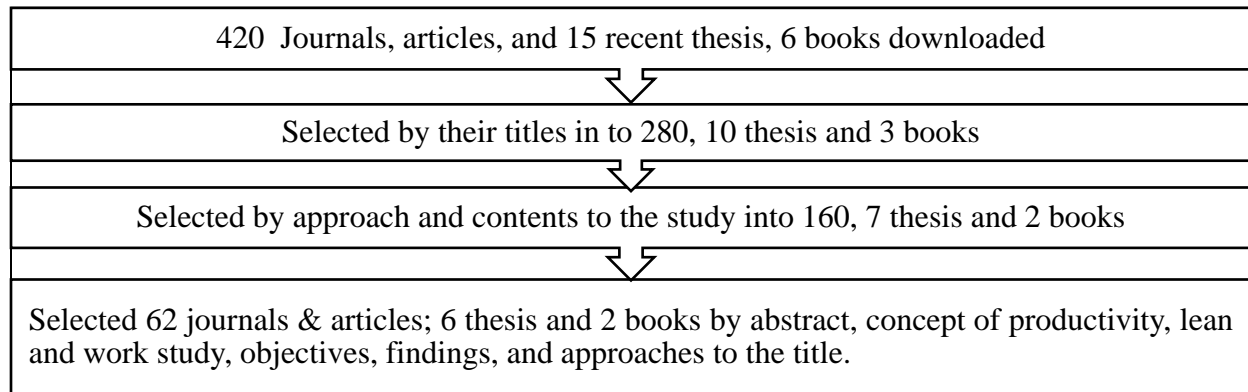 420 Journals, articles, and 15 recent thesis, 6 books downloaded
Selected by their titles in to 280, 10 thesis and 3 books
Selected by approach and contents to the study into 160, 7 thesis and 2 books
Selected 62 journals & articles; 6 thesis and 2 books by abstract, concept of productivity, lean
and work study, objectives, findings, and approaches to the title.